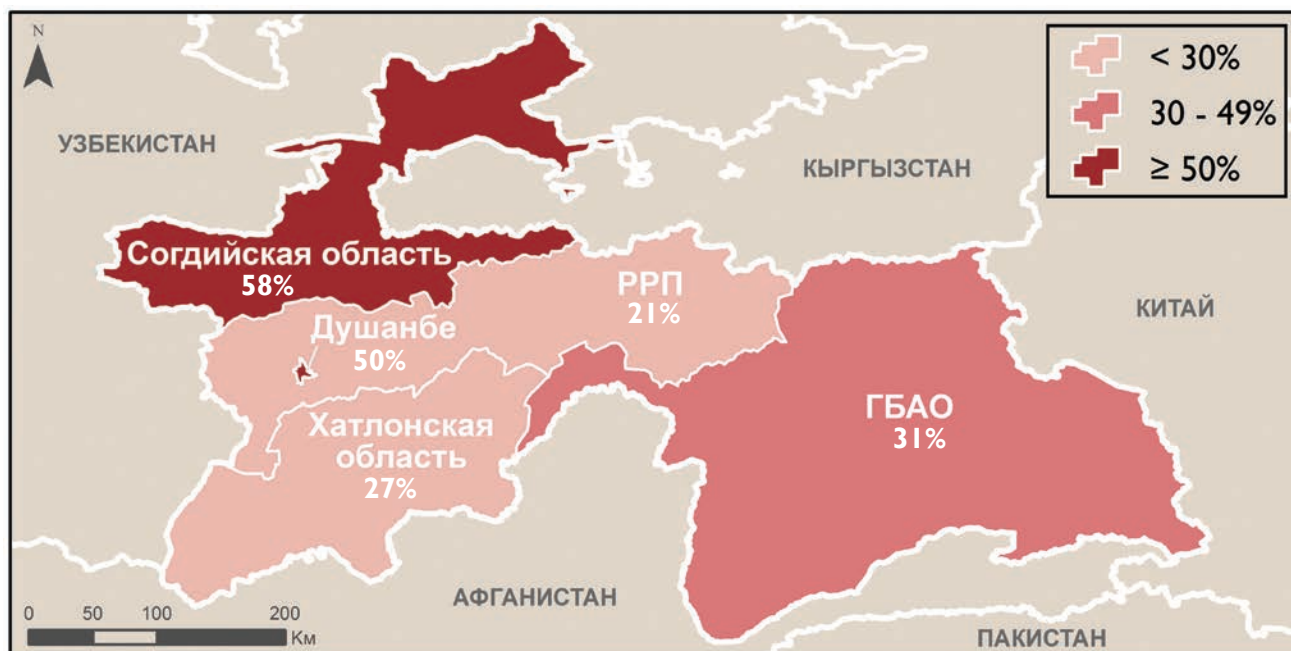 N
< 30%
30 - 49%
≥ 50%
УЗБЕКИСТАН
КЫРГЫЗСТАН
Согдийская область
58%
РРП
21%
КИТАЙ
Душанбе
50%
ГБАО
31%
Хатлонская
область
27%
АФГАНИСТАН
ПАКИСТАН
0 50 100 200
Км